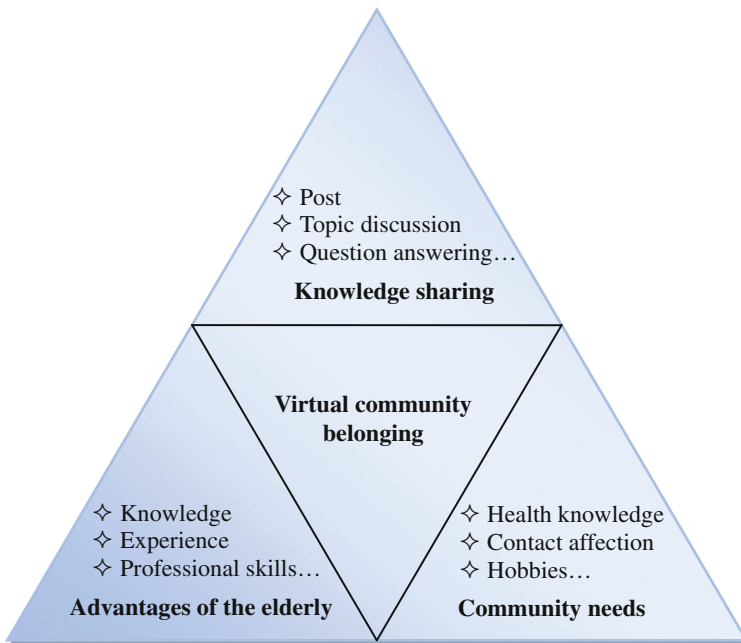 ✧ Post
✧ Topic discussion
✧ Question answering…
Knowledge sharing
Virtual community
belonging
✧ Knowledge
✧ Experience
✧ Professional skills…
Advantages of the elderly
✧ Health knowledge
✧ Contact affection
✧ Hobbies…
Community needs